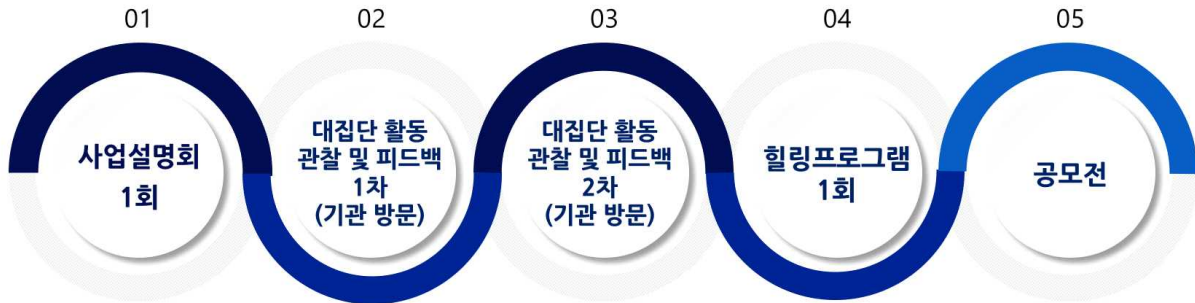 01
사업설명회
1회
02
대집단 활동
관찰 및 피드백
1차
(기관 방문)
03
대집단 활동
관찰 및 피드백
2차
(기관 방문)
04
힐링프로그램
1회
05
공모전